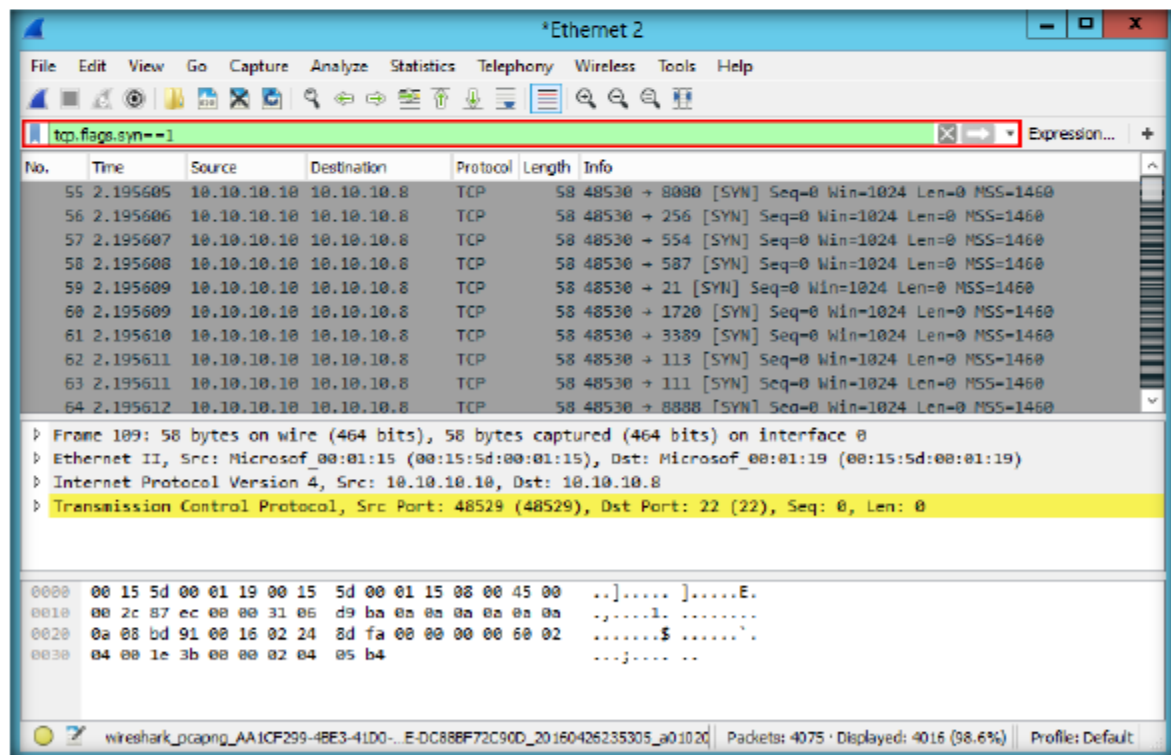 *Ethernet 2
File Edit View Go Capture Analyze Statistics Telephony Wireless Tools Help
tcp.flags.syn==1 Expression... +
No. Time Source Destination Protocol Length Info
55 2.195605 10.10.10.10 10.10.10.8 TCP 58 48530 → 8080 [SYN] Seq=0 Win=1024 Len=0 MSS=1460
56 2.195606 10.10.10.10 10.10.10.8 TCP 58 48530 → 256 [SYN] Seq=0 Win=1024 Len=0 MSS=1460
57 2.195607 10.10.10.10 10.10.10.8 TCP 58 48530 → 554 [SYN] Seq=0 Win=1024 Len=0 MSS=1460
58 2.195608 10.10.10.10 10.10.10.8 TCP 58 48530 → 587 [SYN] Seq=0 Win=1024 Len=0 MSS=1460
59 2.195609 10.10.10.10 10.10.10.8 TCP 58 48530 → 21 [SYN] Seq=0 Win=1024 Len=0 MSS=1460
60 2.195609 10.10.10.10 10.10.10.8 TCP 58 48530 → 1720 [SYN] Seq=0 Win=1024 Len=0 MSS=1460
61 2.195610 10.10.10.10 10.10.10.8 TCP 58 48530 → 3389 [SYN] Seq=0 Win=1024 Len=0 MSS=1460
62 2.195611 10.10.10.10 10.10.10.8 TCP 58 48530 → 113 [SYN] Seq=0 Win=1024 Len=0 MSS=1460
63 2.195611 10.10.10.10 10.10.10.8 TCP 58 48530 → 111 [SYN] Seq=0 Win=1024 Len=0 MSS=1460
64 2.195612 10.10.10.10 10.10.10.8 TCP 58 48530 → 8888 [SYN] Seq=0 Win=1024 Len=0 MSS=1460
Frame 109: 58 bytes on wire (464 bits), 58 bytes captured (464 bits) on interface 0
Ethernet II, Src: Microsof_00:01:15 (00:15:5d:00:01:15), Dst: Microsof_00:01:19 (00:15:5d:00:01:19)
Internet Protocol Version 4, Src: 10.10.10.10, Dst: 10.10.10.8
Transmission Control Protocol, Src Port: 48529 (48529), Dst Port: 22 (22), Seq: 0, Len: 0
0000 00 15 5d 00 01 19 00 15 5d 00 01 15 08 00 45 00 ..]..... ].....E.
0010 00 2c 87 ec 00 00 31 06 d9 ba 0a 0a 0a 0a 0a 0a .,....1. ........
0020 0a 08 bd 91 00 16 02 24 8d fa 00 00 00 00 60 02 .......$ ......`.
0030 04 00 1e 3b 00 00 02 04 05 b4 ...;.... ..
wireshark_pcapng_AA1CF299-4BE3-41D0-...E-DC88BF72C90D_20160426235305_a01020 Packets: 4075 · Displayed: 4016 (98.6%) Profile: Default